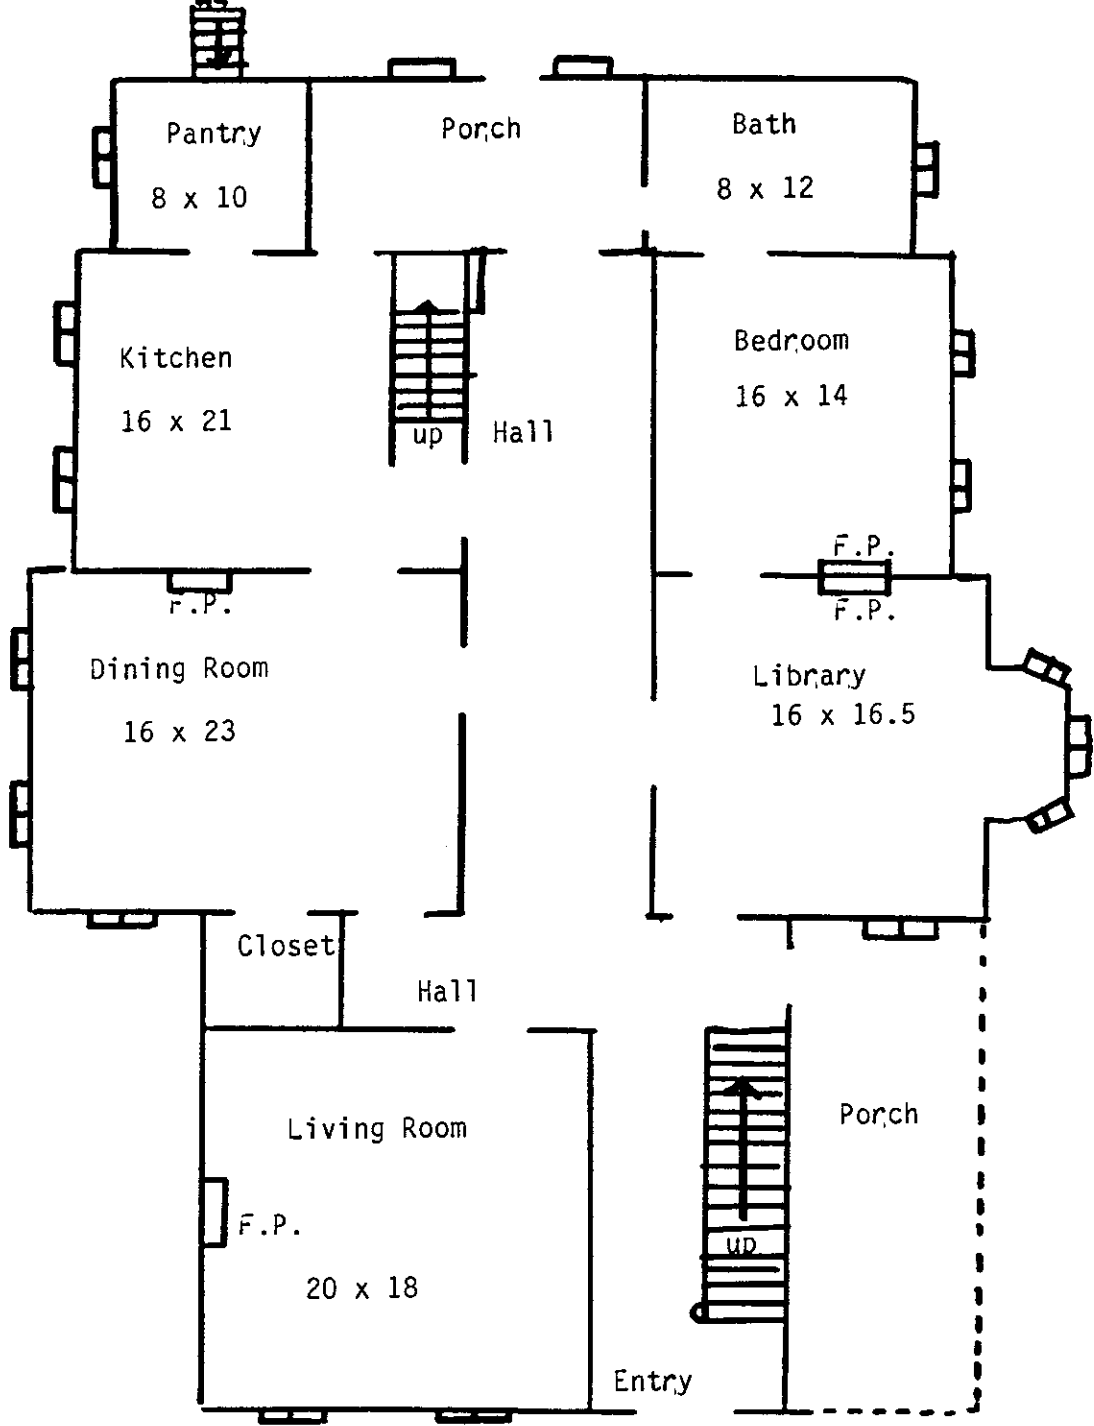 Pantry
8 x 10
Porch
Bath
8 x 12
Kitchen
16 x 21
up
Hall
Bedroom
16 x 14
F.P.
F.P.
F.P.
Dining Room
16 x 23
Library
16 x 16.5
Closet
Hall
Living Room
F.P.
20 x 18
up
Porch
Entry